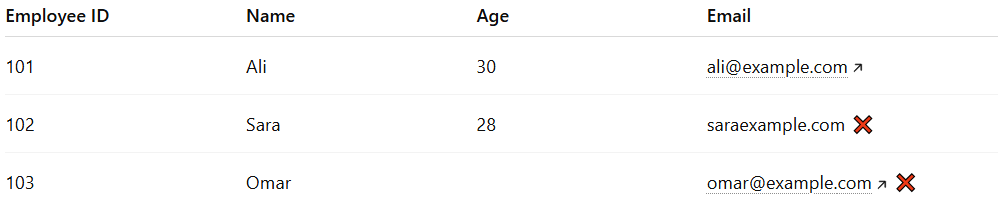 Employee ID Name Age Email
101 Ali 30 ali@example.com ↗
102 Sara 28 saraexample.com ❌
103 Omar omar@example.com ↗ ❌